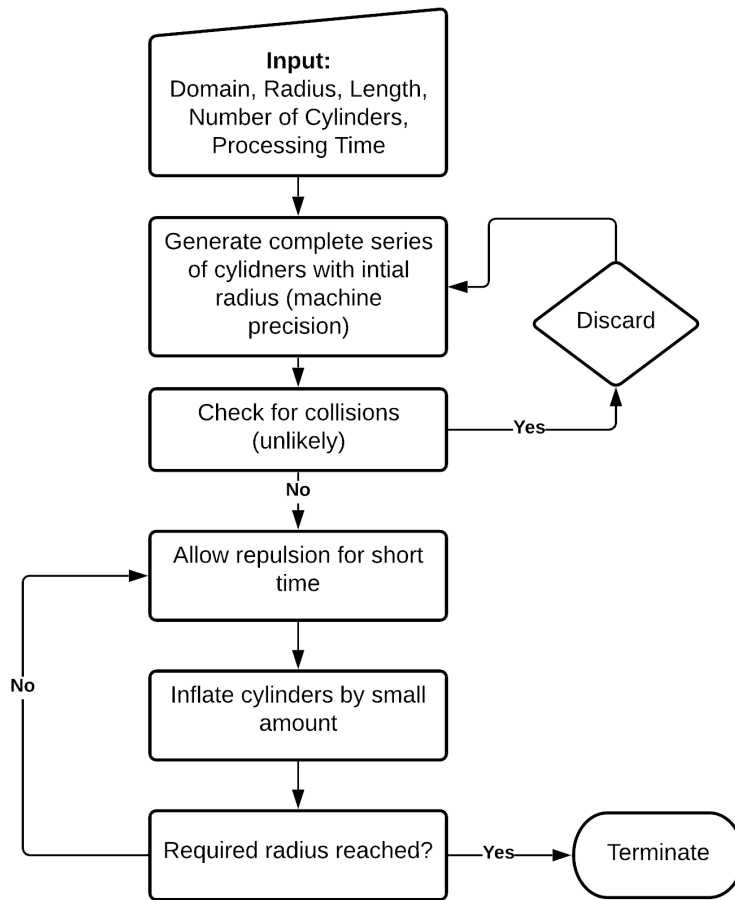 Input:
Domain, Radius, Length,
Number of Cylinders,
Processing Time
Generate complete series
of cylidners with intial
radius (machine
precision)
Discard
Check for collisions
(unlikely)
Yes
No
Allow repulsion for short
time
No
Inflate cylinders by small
amount
Required radius reached?
Yes
Terminate